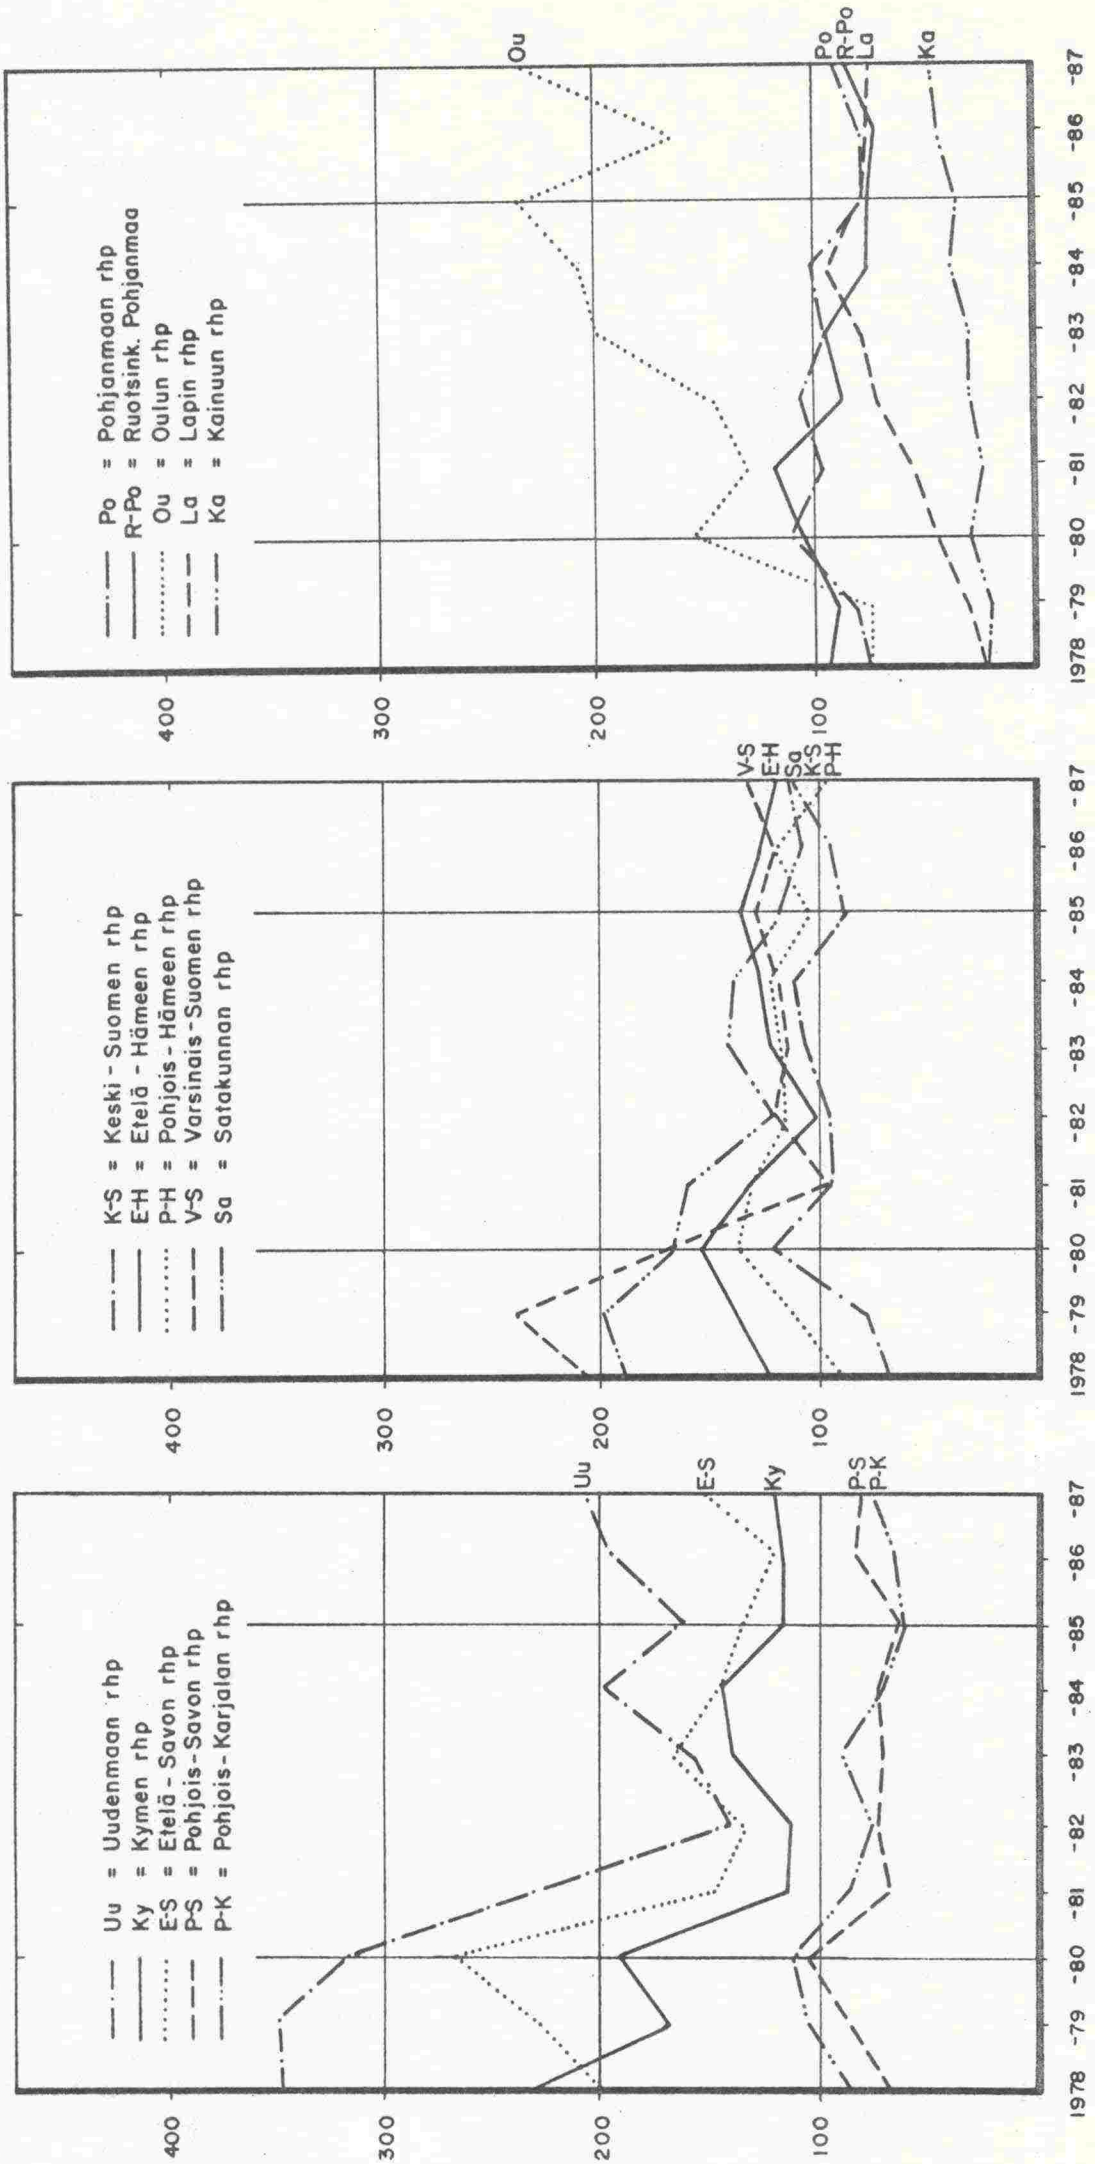 400
300
200
100
Uu = Uudenmaan rhp
Ky = Kymen rhp
E-S = Etelä-Savon rhp
P-S = Pohjois-Savon rhp
P-K = Pohjois-Karjalan rhp
Uu
E-S
Ky
P-S
P-K
1978 -79 -80 -81 -82 -83 -84 -85 -86 -87
400
300
200
100
K-S = Keski-Suomen rhp
E-H = Etelä-Hämeen rhp
P-H = Pohjois-Hämeen rhp
V-S = Varsinais-Suomen rhp
Sa = Satakunnan rhp
V-S
E-H
Sa
K-S
P-H
1978 -79 -80 -81 -82 -83 -84 -85 -86 -87
400
300
200
100
Po = Pohjanmaan rhp
R-Po = Ruotsink. Pohjanmaa
Ou = Oulun rhp
La = Lapin rhp
Ka = Kainuun rhp
Ou
Po
R-Po
La
Ka
1978 -79 -80 -81 -82 -83 -84 -85 -86 -87